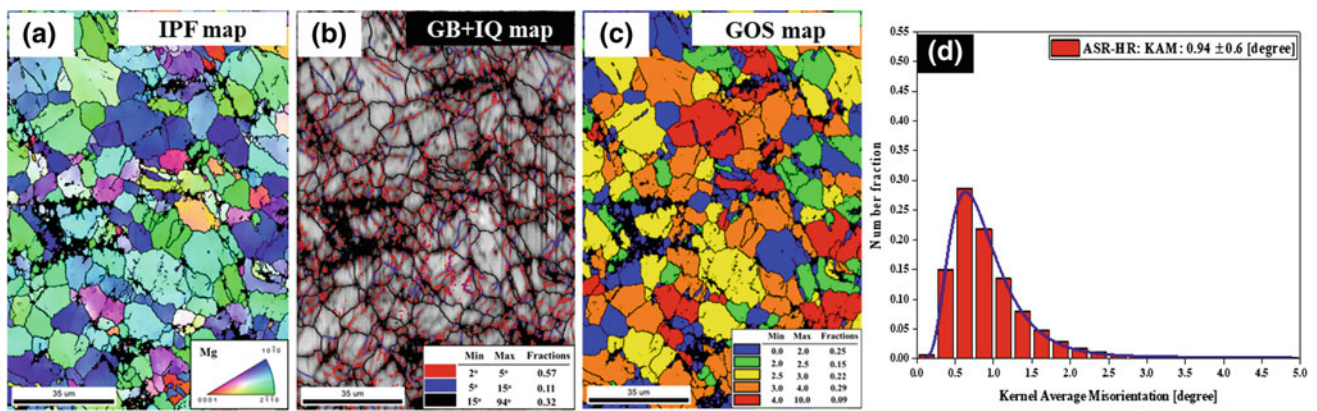 (a) IPF map
Mg
10ī0
0001 2ī ī0
35 um
(b) GB+IQ map
Min Max Fractions
2° 5° 0.57
5° 15° 0.11
15° 94° 0.32
35 um
(c) GOS map
Min Max Fractions
0.0 2.0 0.25
2.0 2.5 0.15
2.5 3.0 0.22
3.0 4.0 0.29
4.0 10.0 0.09
35 um
(d)
ASR-HR: KAM: 0.94 ±0.6 [degree]
Number fraction
0.55
0.50
0.45
0.40
0.35
0.30
0.25
0.20
0.15
0.10
0.05
0.00
0.0 0.5 1.0 1.5 2.0 2.5 3.0 3.5 4.0 4.5 5.0
Kernel Average Misorientation [degree]